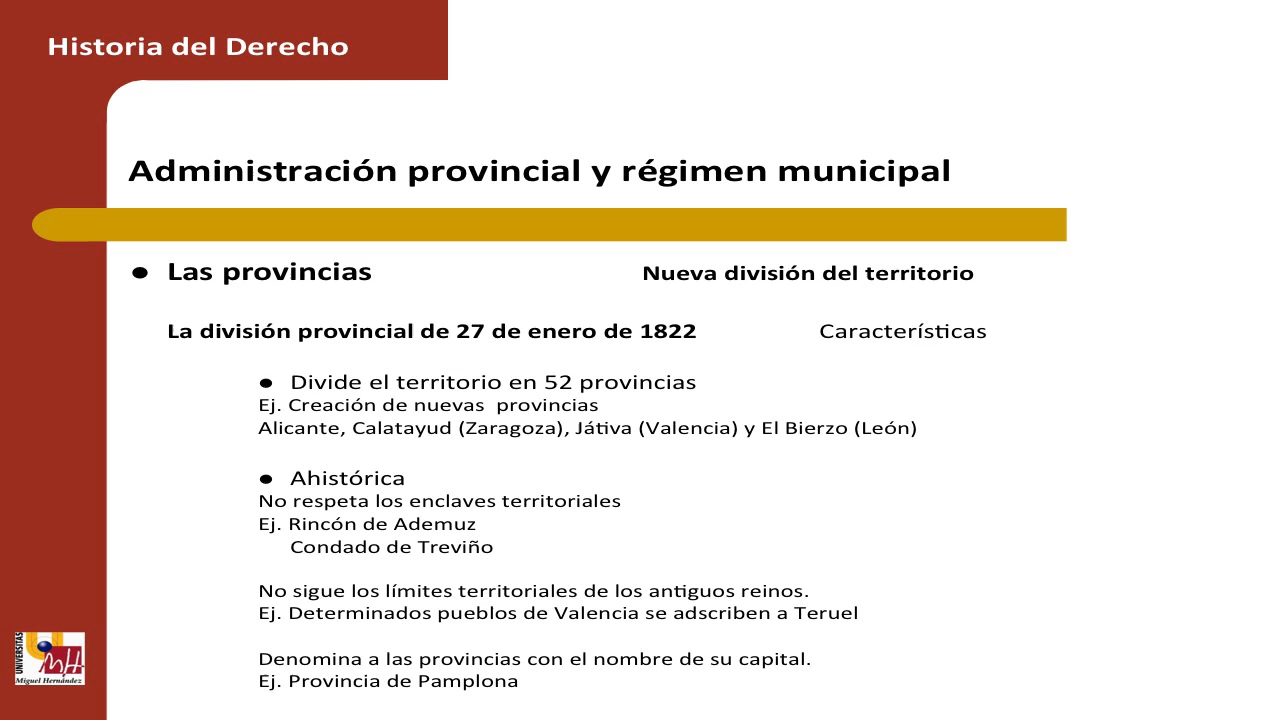 Historia del Derecho
Administración provincial y régimen municipal
● Las provincias Nueva división del territorio
La división provincial de 27 de enero de 1822 Características
● Divide el territorio en 52 provincias
Ej. Creación de nuevas provincias
Alicante, Calatayud (Zaragoza), Játiva (Valencia) y El Bierzo (León)
● Ahistórica
No respeta los enclaves territoriales
Ej. Rincón de Ademuz
Condado de Treviño
No sigue los límites territoriales de los antiguos reinos.
Ej. Determinados pueblos de Valencia se adscriben a Teruel
Denomina a las provincias con el nombre de su capital.
Ej. Provincia de Pamplona
UNIVERSITAS
Miguel Hernández